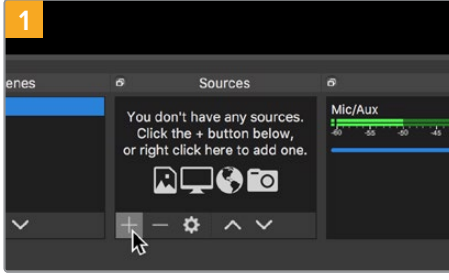 1
enes
Sources
You don't have any sources.
Click the + button below,
or right click here to add one.
Mic/Aux
-60 -55 -50 -45